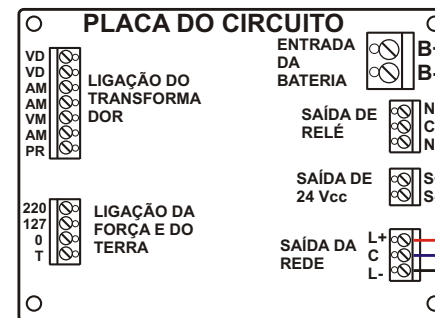 PLACA DO CIRCUITO
VD
VD
AM
AM
VM
AM
PR
LIGAÇÃO DO
TRANSFORMA
DOR
220
127
0
T
LIGAÇÃO DA
FORÇA E DO
TERRA
ENTRADA
DA
BATERIA
B+
B-
SAÍDA DE
RELÉ
N
C
N
SAÍDA DE
24 Vcc
S+
S-
SAÍDA DA
REDE
L+
C
L-